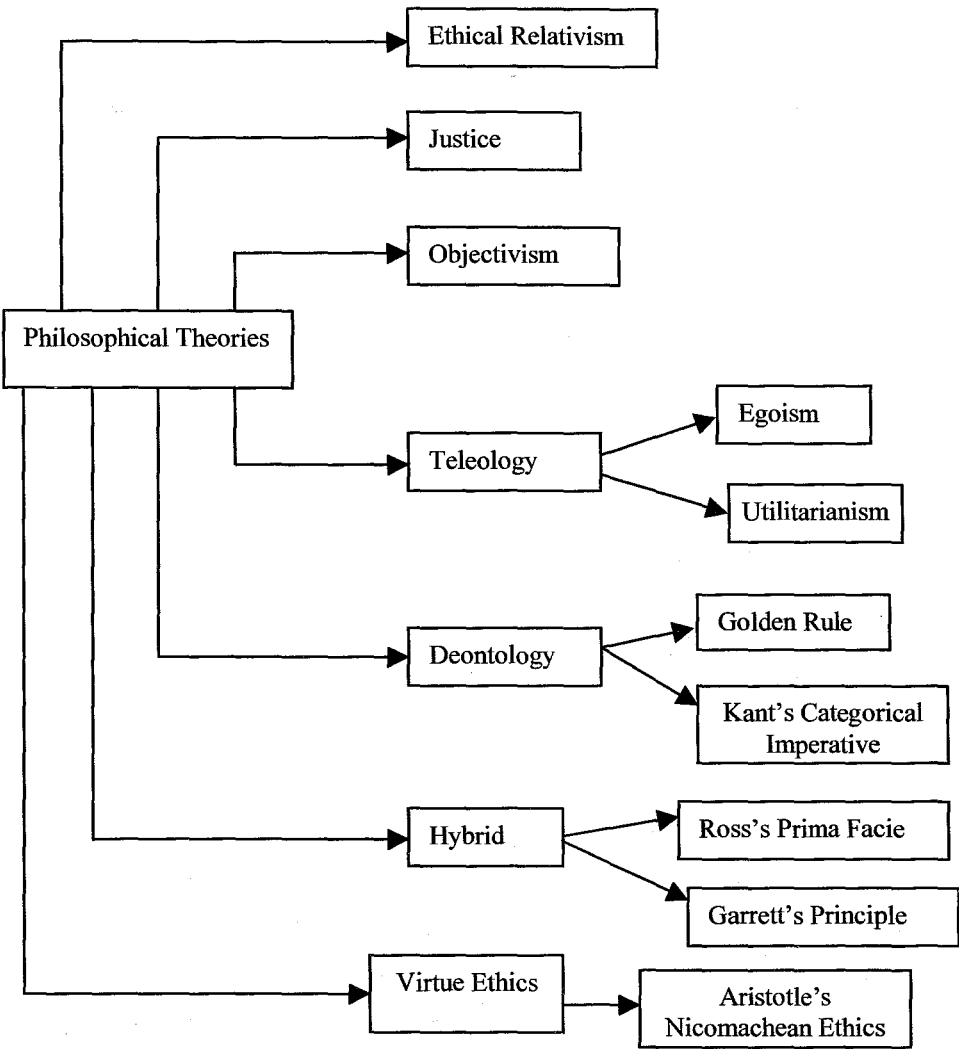 Ethical Relativism
Justice
Objectivism
Philosophical Theories
Egoism
Teleology
Utilitarianism
Golden Rule
Deontology
Kant's Categorical
Imperative
Ross's Prima Facie
Hybrid
Garrett's Principle
Virtue Ethics
Aristotle's
Nicomachean Ethics